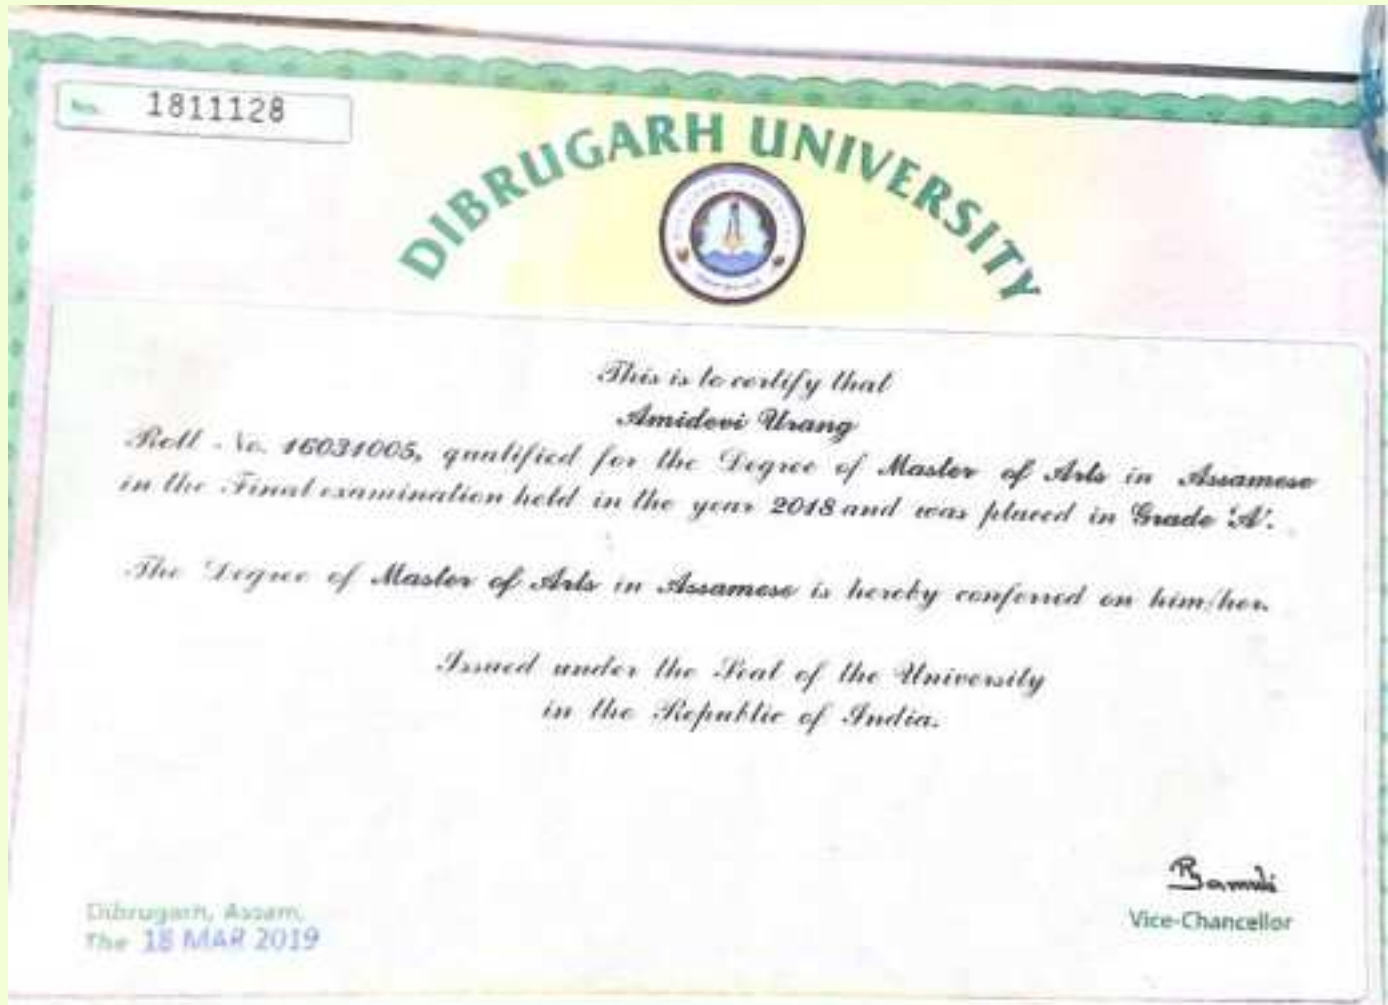 No. 1811128
DIBRUGARH UNIVERSITY
This is to certify that
Amidevi Urang
Roll No. 16031005, qualified for the Degree of Master of Arts in Assamese
in the Final examination held in the year 2018 and was placed in Grade 'A'.
The Degree of Master of Arts in Assamese is hereby conferred on him/her.
Issued under the Seal of the University
in the Republic of India.
Dibrugarh, Assam,
The 18 MAR 2019
Vice-Chancellor